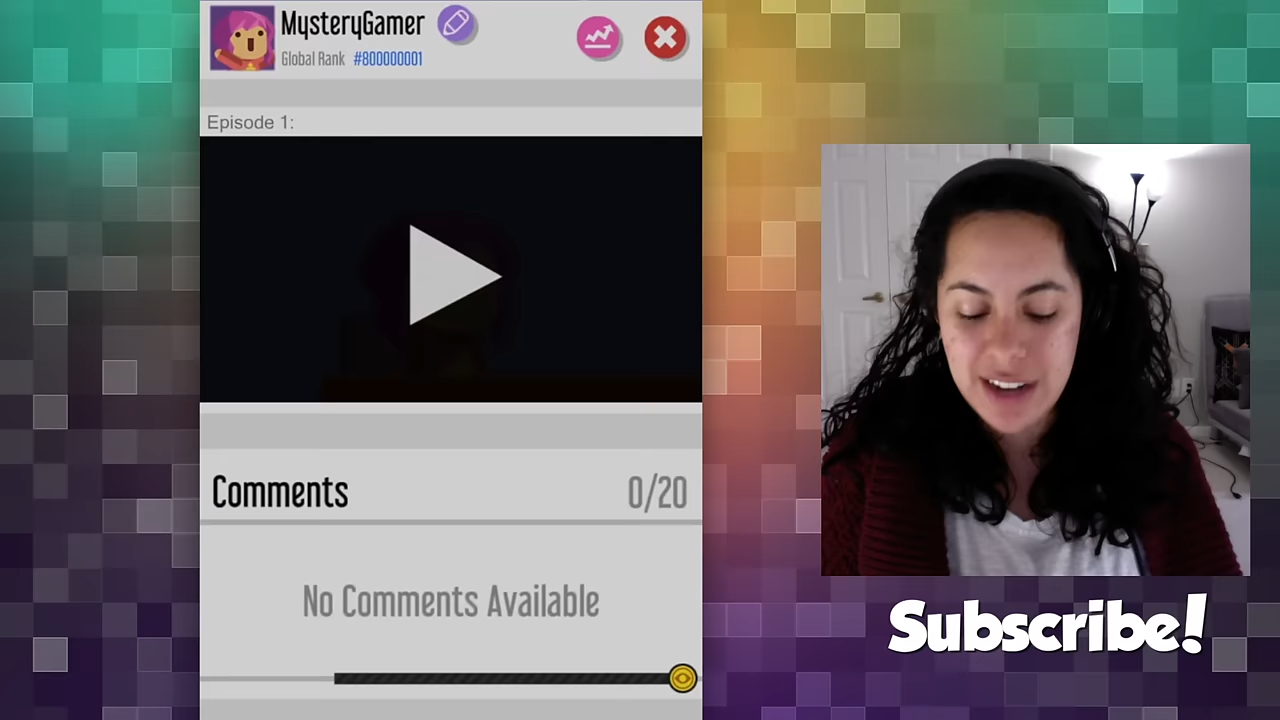 MysteryGamer
Global Rank #800000001
Episode 1:
Comments 0/20
No Comments Available
Subscribe!